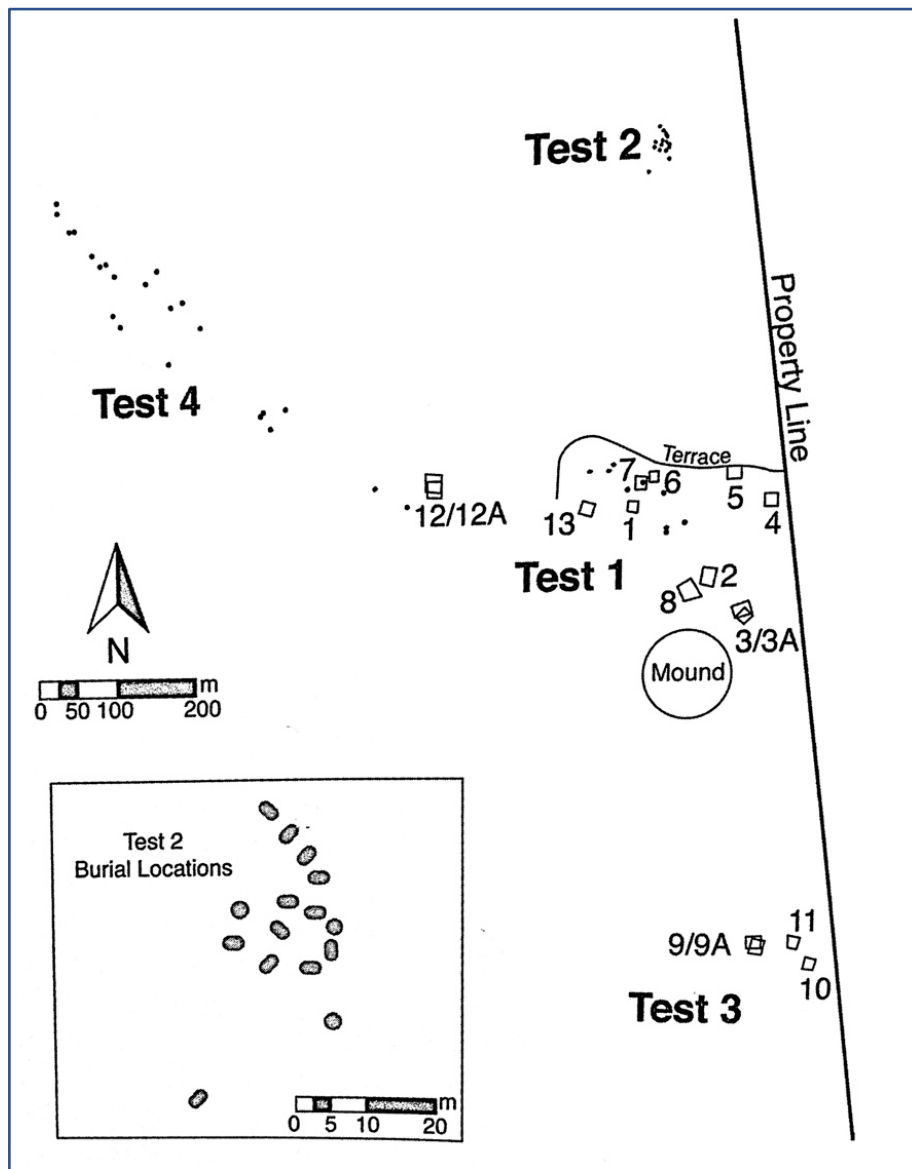 Test 2
Property Line
Test 4
Terrace
7
6
5
4
12/12A
13
1
Test 1
2
8
3/3A
Mound
N
m
0 50 100 200
Test 2
Burial Locations
11
9/9A
10
Test 3
m
0 5 10 20